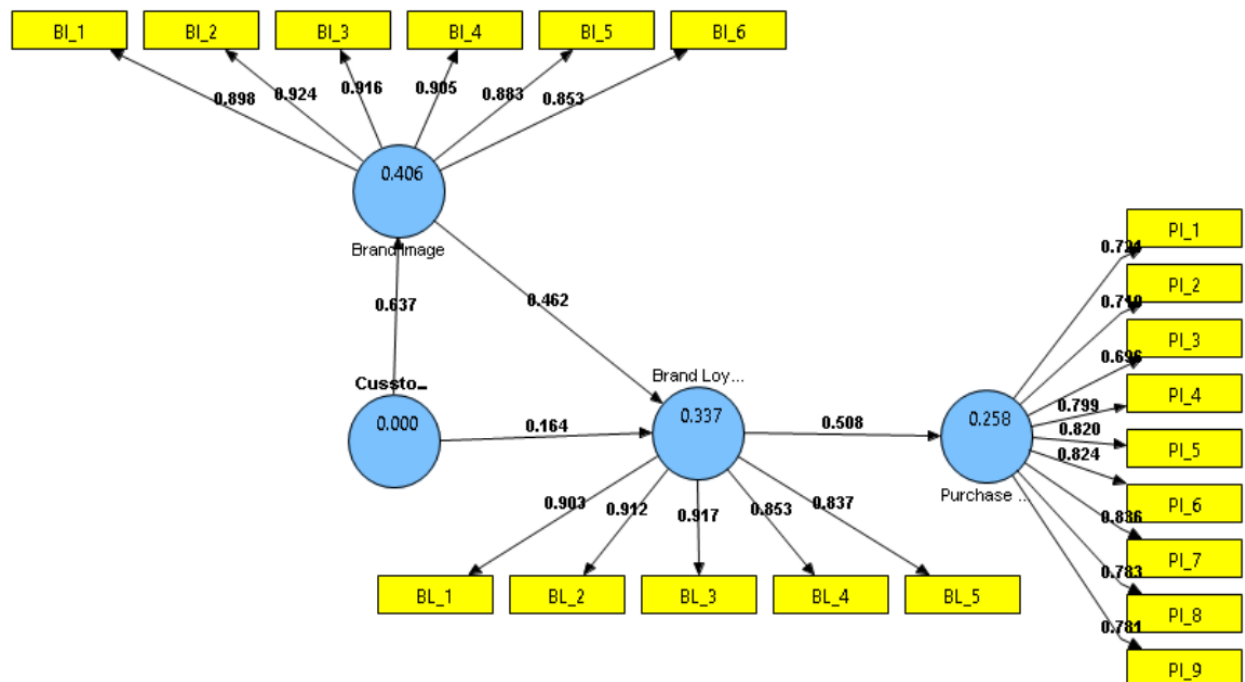 BI_1
BI_2
BI_3
BI_4
BI_5
BI_6
0.898
0.924
0.916
0.905
0.883
0.853
0.406
Brand Image
0.637
0.462
Cussto...
0.000
0.164
Brand Loy...
0.337
0.508
0.258
Purchase ...
0.903
0.912
0.917
0.853
0.837
BL_1
BL_2
BL_3
BL_4
BL_5
PI_1
PI_2
0.696
PI_3
0.799
PI_4
0.820
PI_5
0.824
PI_6
0.836
PI_7
0.783
PI_8
0.781
PI_9